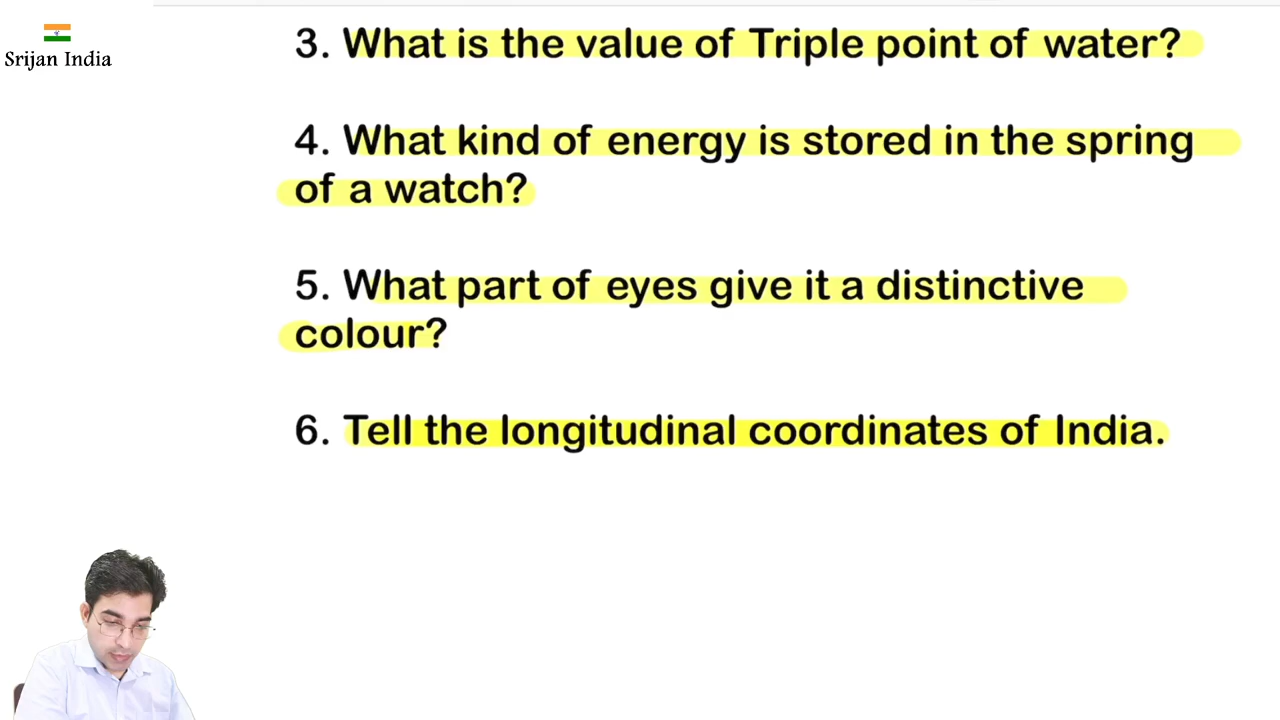 Srijan India
3. What is the value of Triple point of water?
4. What kind of energy is stored in the spring
of a watch?
5. What part of eyes give it a distinctive
colour?
6. Tell the longitudinal coordinates of India.